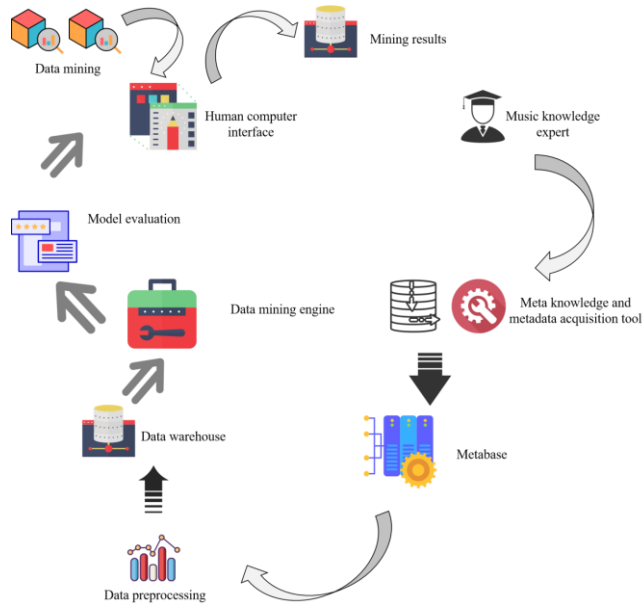 Data mining
Mining results
Human computer
interface
Music knowledge
expert
Model evaluation
Data mining engine
Meta knowledge and
metadata acquisition tool
Data warehouse
Metabase
Data preprocessing